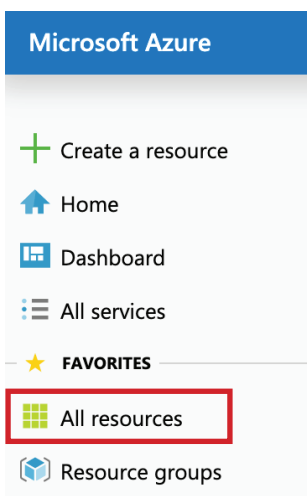 Microsoft Azure
Create a resource
Home
Dashboard
All services
FAVORITES
All resources
Resource groups